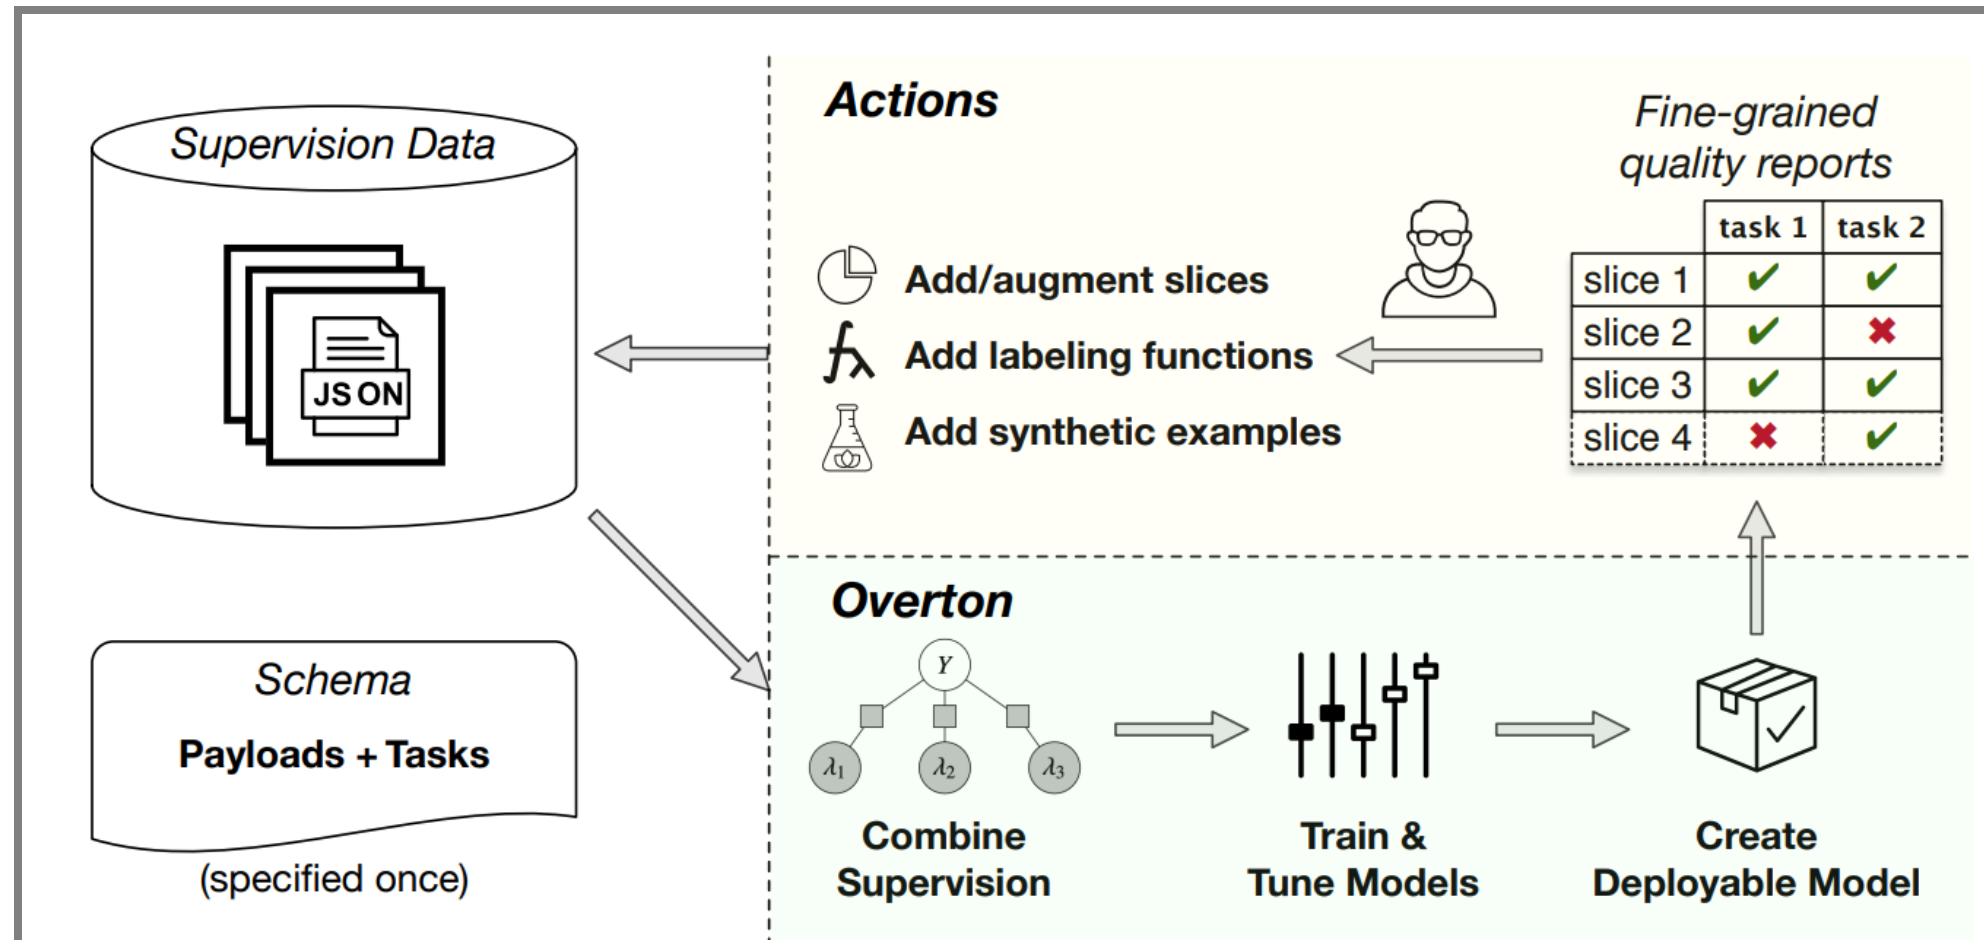 Supervision Data
JSON
Schema
Payloads + Tasks
(specified once)
Actions
Add/augment slices
Add labeling functions
Add synthetic examples
Fine-grained
quality reports
task 1 task 2
slice 1 ✔ ✔
slice 2 ✔ ✖
slice 3 ✔ ✔
slice 4 ✖ ✔
Overton
Y
λ1 λ2 λ3
Combine
Supervision
Train &
Tune Models
Create
Deployable Model